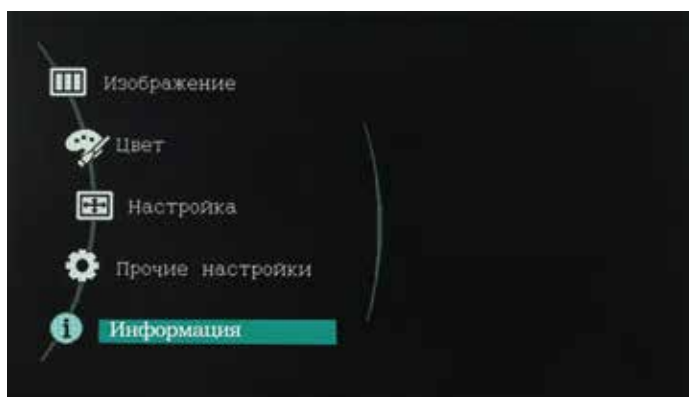 Изображение
Цвет
Настройка
Прочие настройки
Информация